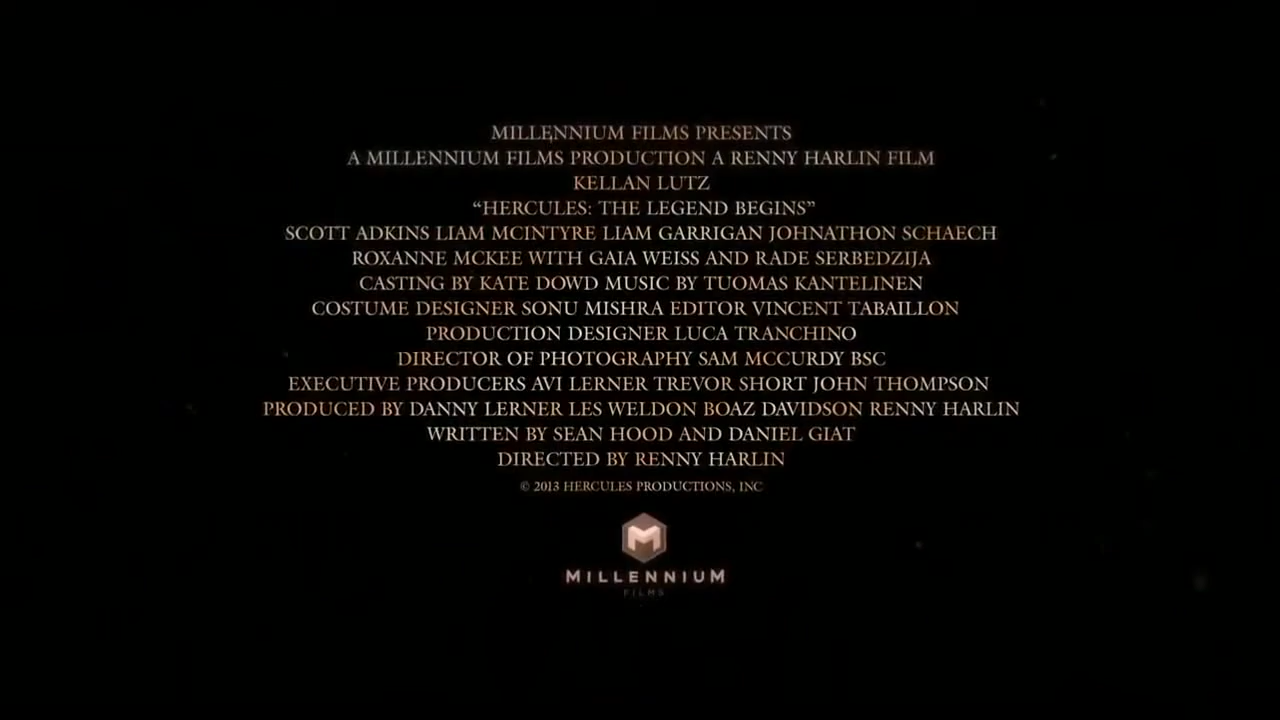 MILLENNIUM FILMS PRESENTS
A MILLENNIUM FILMS PRODUCTION A RENNY HARLIN FILM
KELLAN LUTZ
“HERCULES: THE LEGEND BEGINS”
SCOTT ADKINS LIAM MCINTYRE LIAM GARRIGAN JOHNATHON SCHAECH
ROXANNE MCKEE WITH GAIA WEISS AND RADE SERBEDZIJA
CASTING BY KATE DOWD MUSIC BY TUOMAS KANTELINEN
COSTUME DESIGNER SONU MISHRA EDITOR VINCENT TABAILLON
PRODUCTION DESIGNER LUCA TRANCHINO
DIRECTOR OF PHOTOGRAPHY SAM MCCURDY BSC
EXECUTIVE PRODUCERS AVI LERNER TREVOR SHORT JOHN THOMPSON
PRODUCED BY DANNY LERNER LES WELDON BOAZ DAVIDSON RENNY HARLIN
WRITTEN BY SEAN HOOD AND DANIEL GIAT
DIRECTED BY RENNY HARLIN
© 2013 HERCULES PRODUCTIONS, INC
M
MILLENNIUM
FILMS